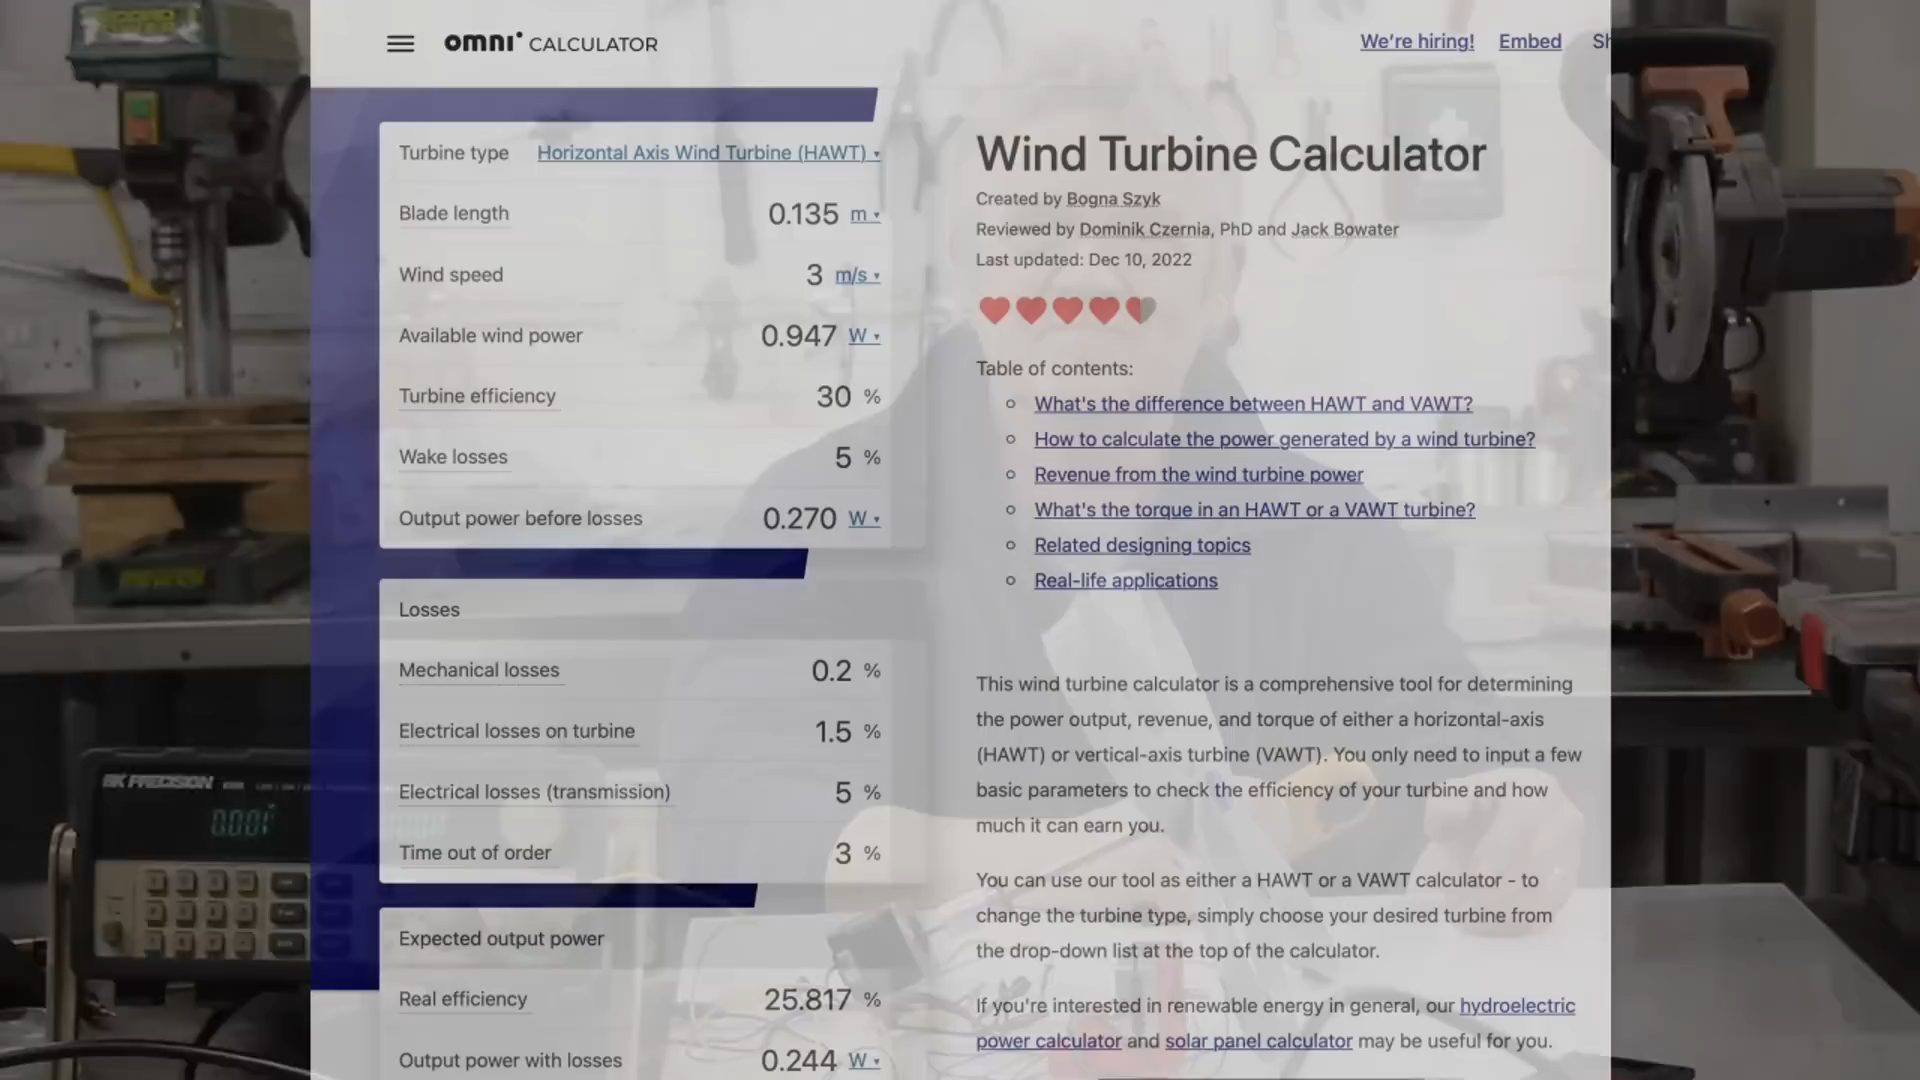 omni CALCULATOR
We're hiring!
Embed
Turbine type Horizontal Axis Wind Turbine (HAWT)
Blade length 0.135 m
Wind speed 3 m/s
Available wind power 0.947 W
Turbine efficiency 30 %
Wake losses 5 %
Output power before losses 0.270 W
Losses
Mechanical losses 0.2 %
Electrical losses on turbine 1.5 %
Electrical losses (transmission) 5 %
Time out of order 3 %
Expected output power
Real efficiency 25.817 %
Output power with losses 0.244 W
Wind Turbine Calculator
Created by Bogna Szyk
Reviewed by Dominik Czernia, PhD and Jack Bowater
Last updated: Dec 10, 2022
Table of contents:
What's the difference between HAWT and VAWT?
How to calculate the power generated by a wind turbine?
Revenue from the wind turbine power
What's the torque in an HAWT or a VAWT turbine?
Related designing topics
Real-life applications
This wind turbine calculator is a comprehensive tool for determining
the power output, revenue, and torque of either a horizontal-axis
(HAWT) or vertical-axis turbine (VAWT). You only need to input a few
basic parameters to check the efficiency of your turbine and how
much it can earn you.
You can use our tool as either a HAWT or a VAWT calculator - to
change the turbine type, simply choose your desired turbine from
the drop-down list at the top of the calculator.
If you're interested in renewable energy in general, our hydroelectric
power calculator and solar panel calculator may be useful for you.
BK PRECISION